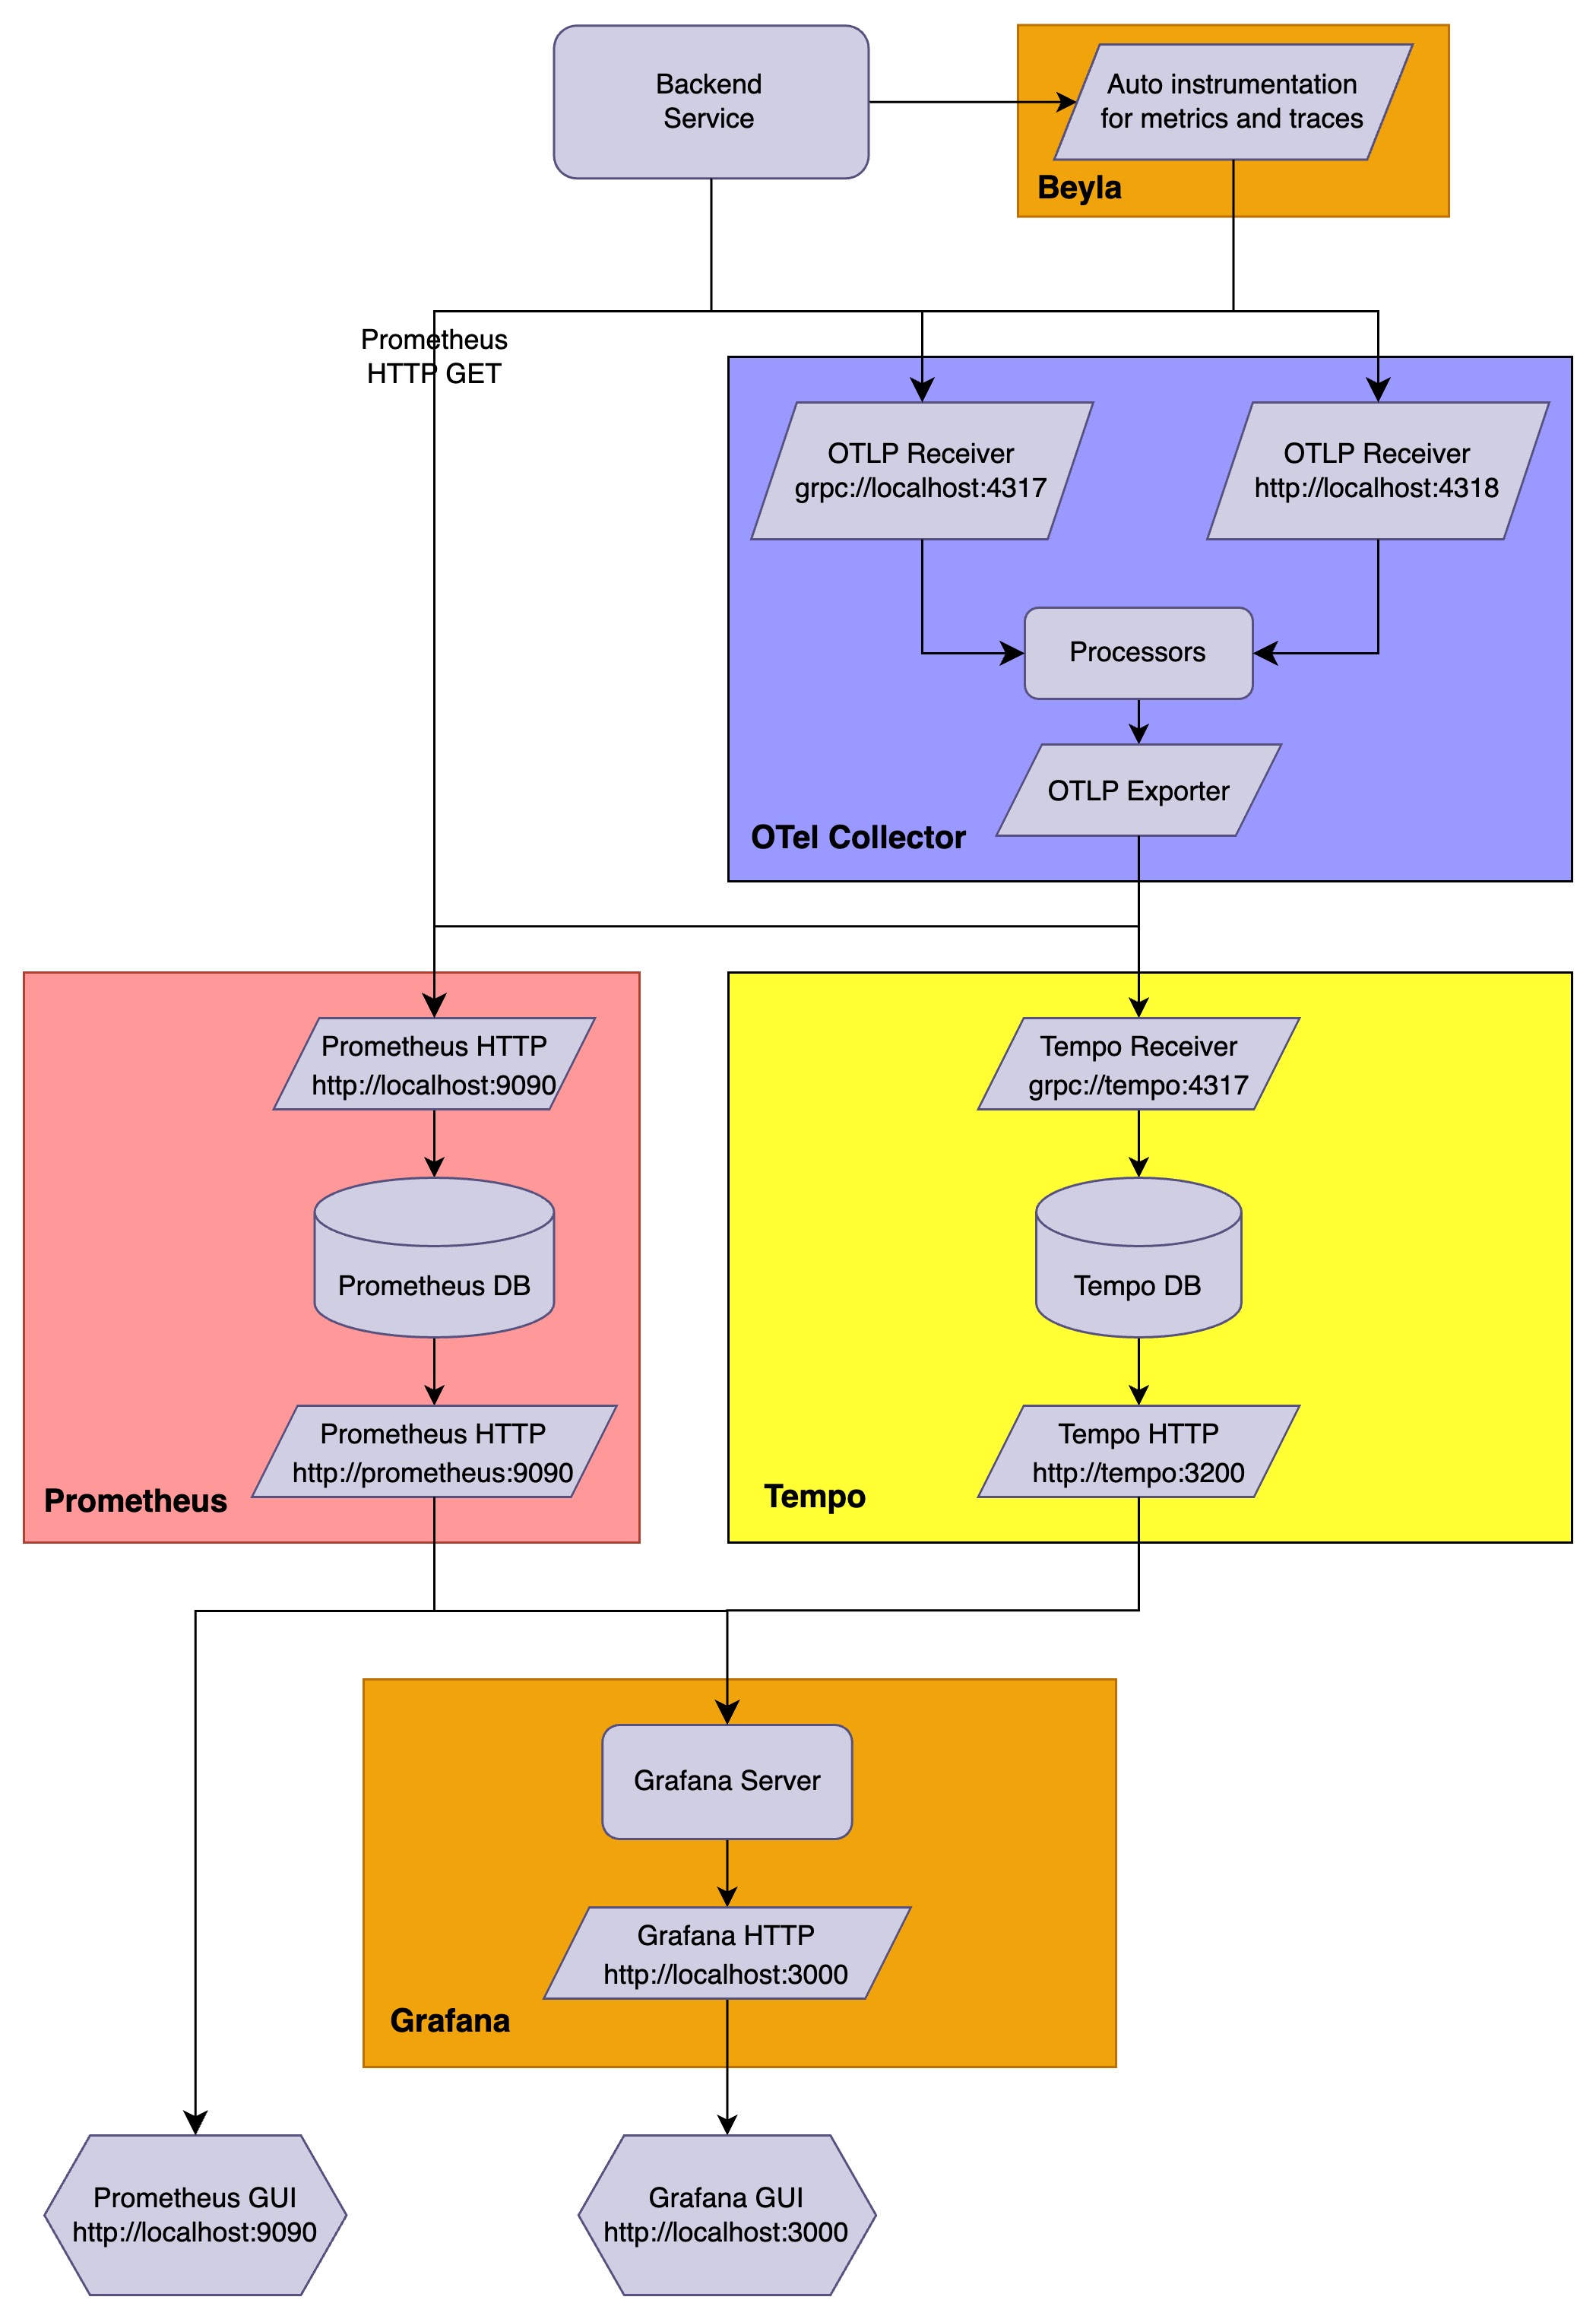 Backend
Service
Auto instrumentation
for metrics and traces
Beyla
Prometheus
HTTP GET
OTLP Receiver
grpc://localhost:4317
OTLP Receiver
http://localhost:4318
Processors
OTLP Exporter
OTel Collector
Prometheus HTTP
http://localhost:9090
Tempo Receiver
grpc://tempo:4317
Prometheus DB
Tempo DB
Prometheus HTTP
http://prometheus:9090
Prometheus
Tempo HTTP
http://tempo:3200
Tempo
Grafana Server
Grafana HTTP
http://localhost:3000
Grafana
Prometheus GUI
http://localhost:9090
Grafana GUI
http://localhost:3000